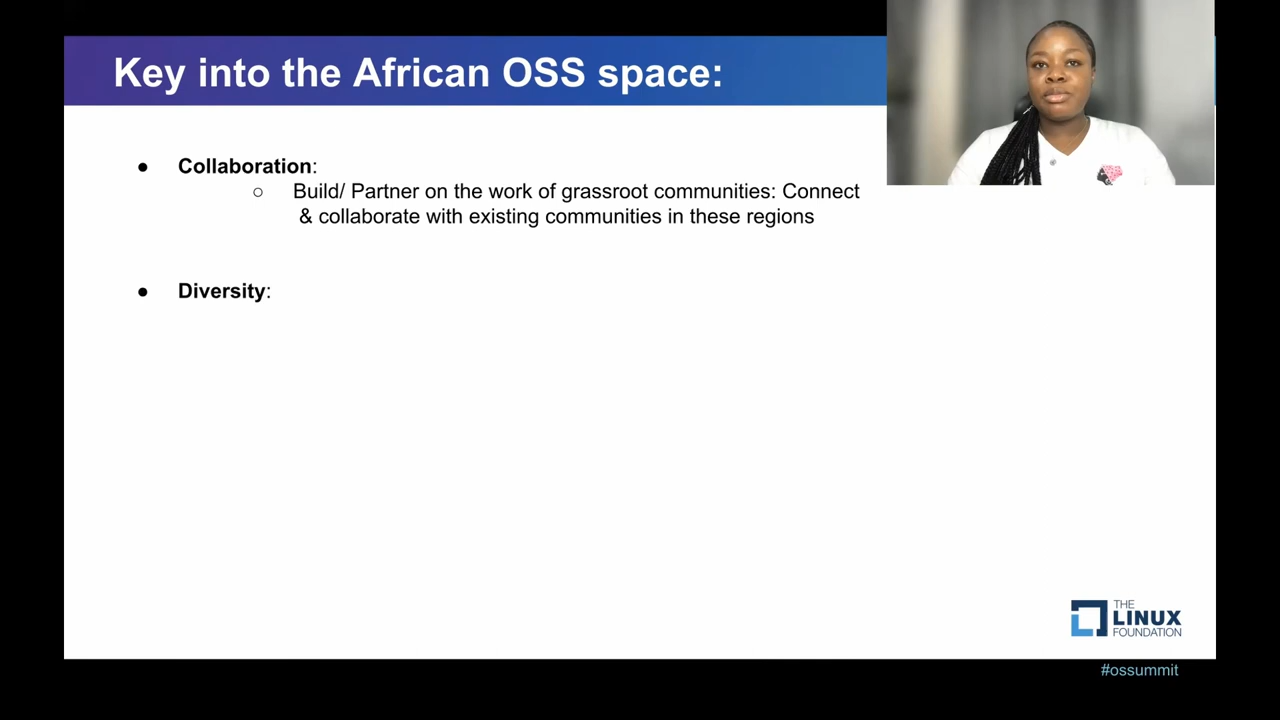 Key into the African OSS space:
● Collaboration:
○ Build/ Partner on the work of grassroot communities: Connect
& collaborate with existing communities in these regions
● Diversity:
THE
LINUX
FOUNDATION
#ossummit